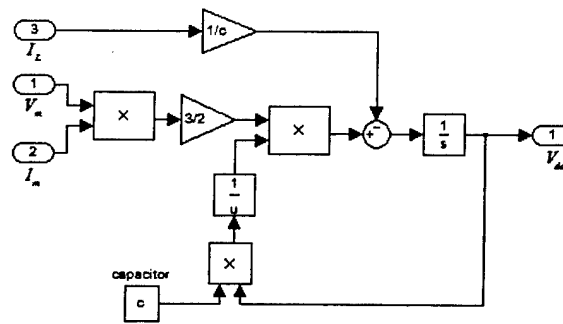 3
1/c
I_L
1
V_m
×
3/2
×
+ −
1
s
1
V_dc
2
I_m
1
u
×
capacitor
c